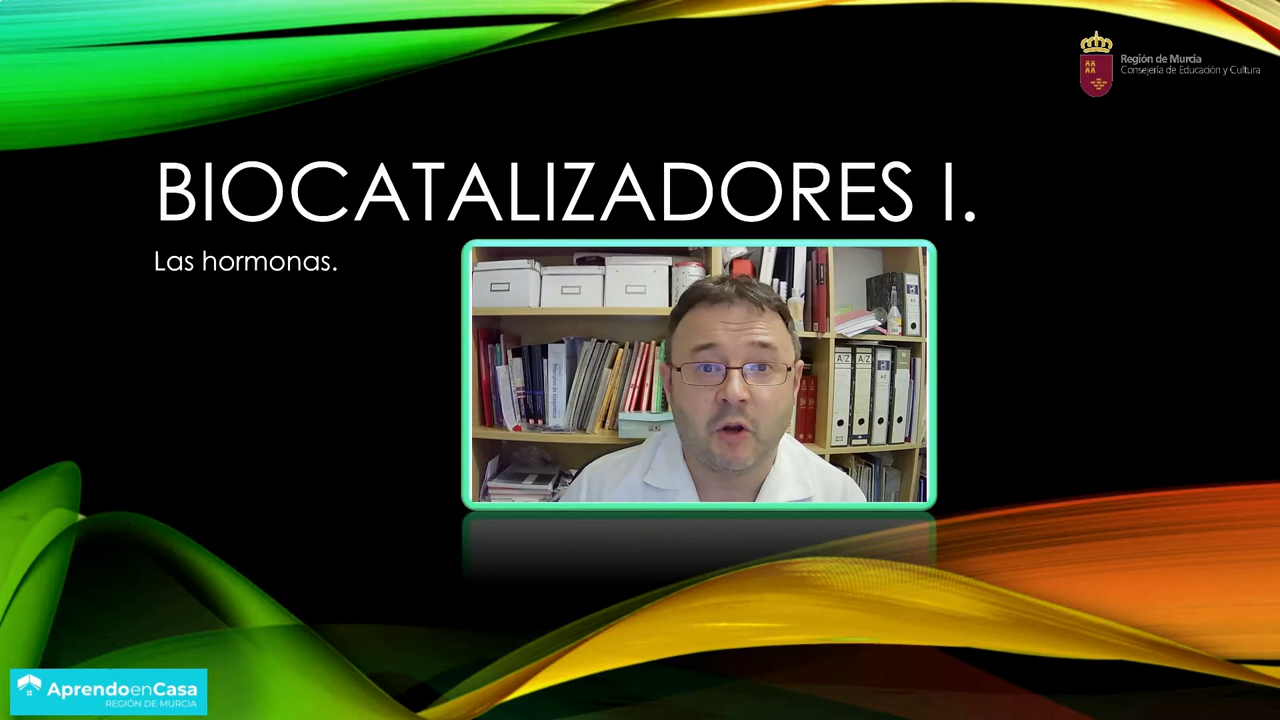 Región de Murcia
Consejería de Educación y Cultura
BIOCATALIZADORES I.
Las hormonas.
A/Z
A/Z
AprendoenCasa
REGIÓN DE MURCIA